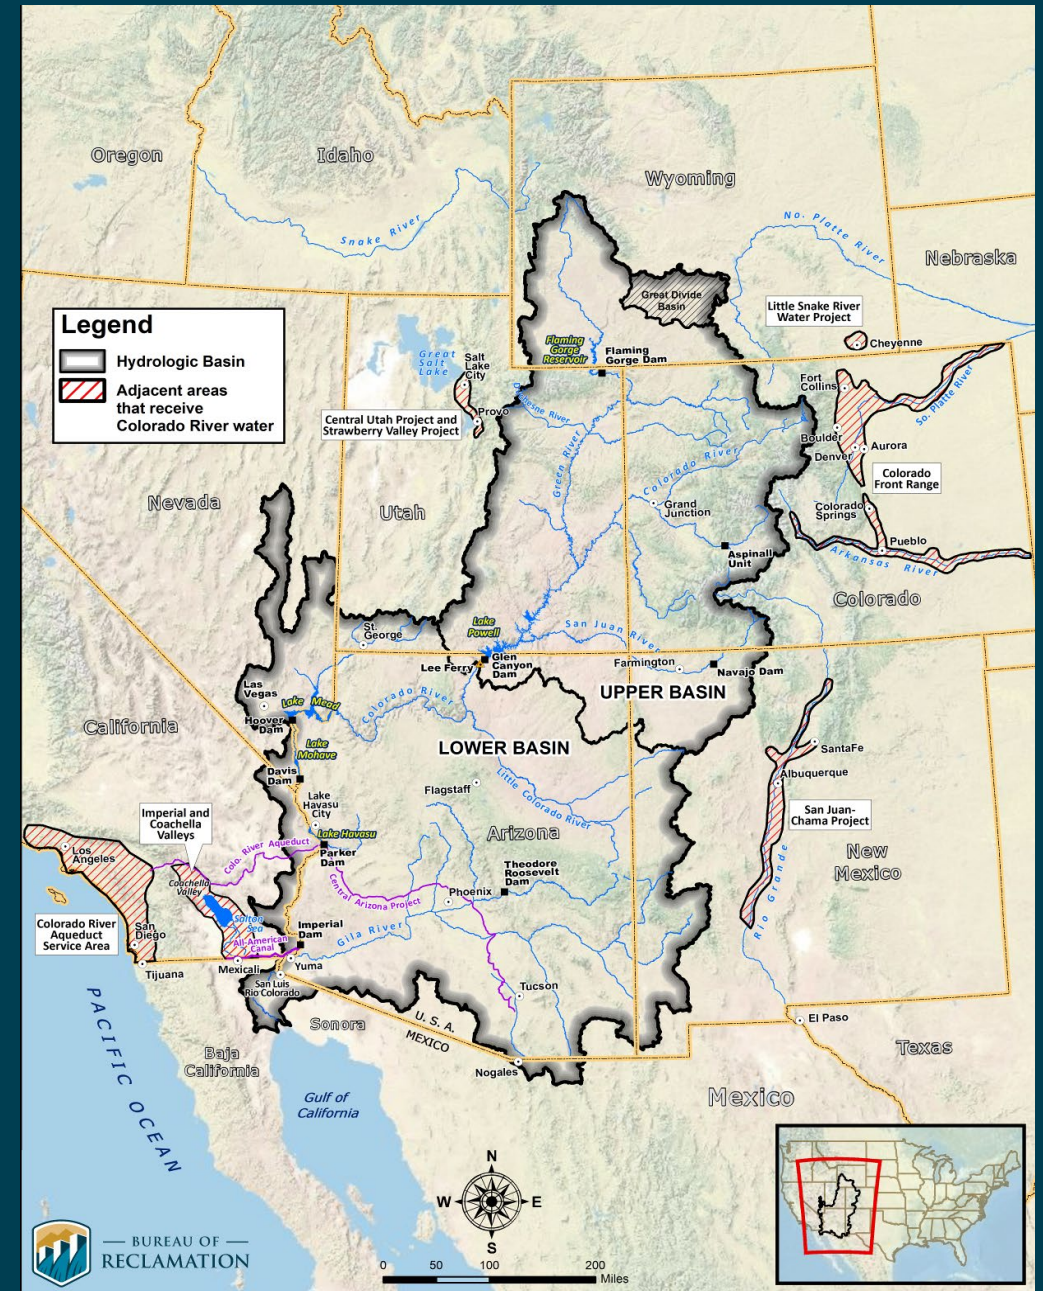 Oregon
Idaho
Wyoming
Nebraska
Snake River
No. Platte River
Great Divide
Basin
Little Snake River
Water Project
Cheyenne
Legend
Hydrologic Basin
Adjacent areas
that receive
Colorado River water
Great
Salt
Lake
Salt
Lake
City
Provo
Central Utah Project and
Strawberry Valley Project
Flaming
Gorge
Reservoir
Flaming
Gorge Dam
Duchesne River
Green River
Colorado River
Fort
Collins
Boulder
Denver
Aurora
So. Platte River
Colorado
Front Range
Colorado
Springs
Pueblo
Arkansas River
Grand
Junction
Aspinall
Unit
Nevada
Utah
Colorado
St.
George
Lake
Powell
Lee Ferry
Glen
Canyon
Dam
San Juan River
Farmington
Navajo Dam
UPPER BASIN
LOWER BASIN
Las
Vegas
Lake Mead
Hoover
Dam
Colorado River
California
Lake
Mohave
Davis
Dam
Lake
Havasu
City
Flagstaff
Little Colorado River
SantaFe
Albuquerque
San Juan-
Chama Project
Rio Grande
New
Mexico
Arizona
Imperial and
Coachella
Valleys
Lake Havasu
Colo. River Aqueduct
Parker
Dam
Los
Angeles
Coachella
Valley
Central Arizona Project
Theodore
Roosevelt
Dam
Phoenix
Colorado River
Aqueduct
Service Area
San
Diego
Salton
Sea
All-American
Canal
Imperial
Dam
Gila River
Tijuana
Mexicali
Yuma
San Luis
Rio Colorado
Tucson
Sonora
U. S. A.
MEXICO
Nogales
El Paso
Texas
Mexico
Baja
California
Gulf of
California
PACIFIC OCEAN
N
W
E
S
BUREAU OF
RECLAMATION
0 50 100 200
Miles